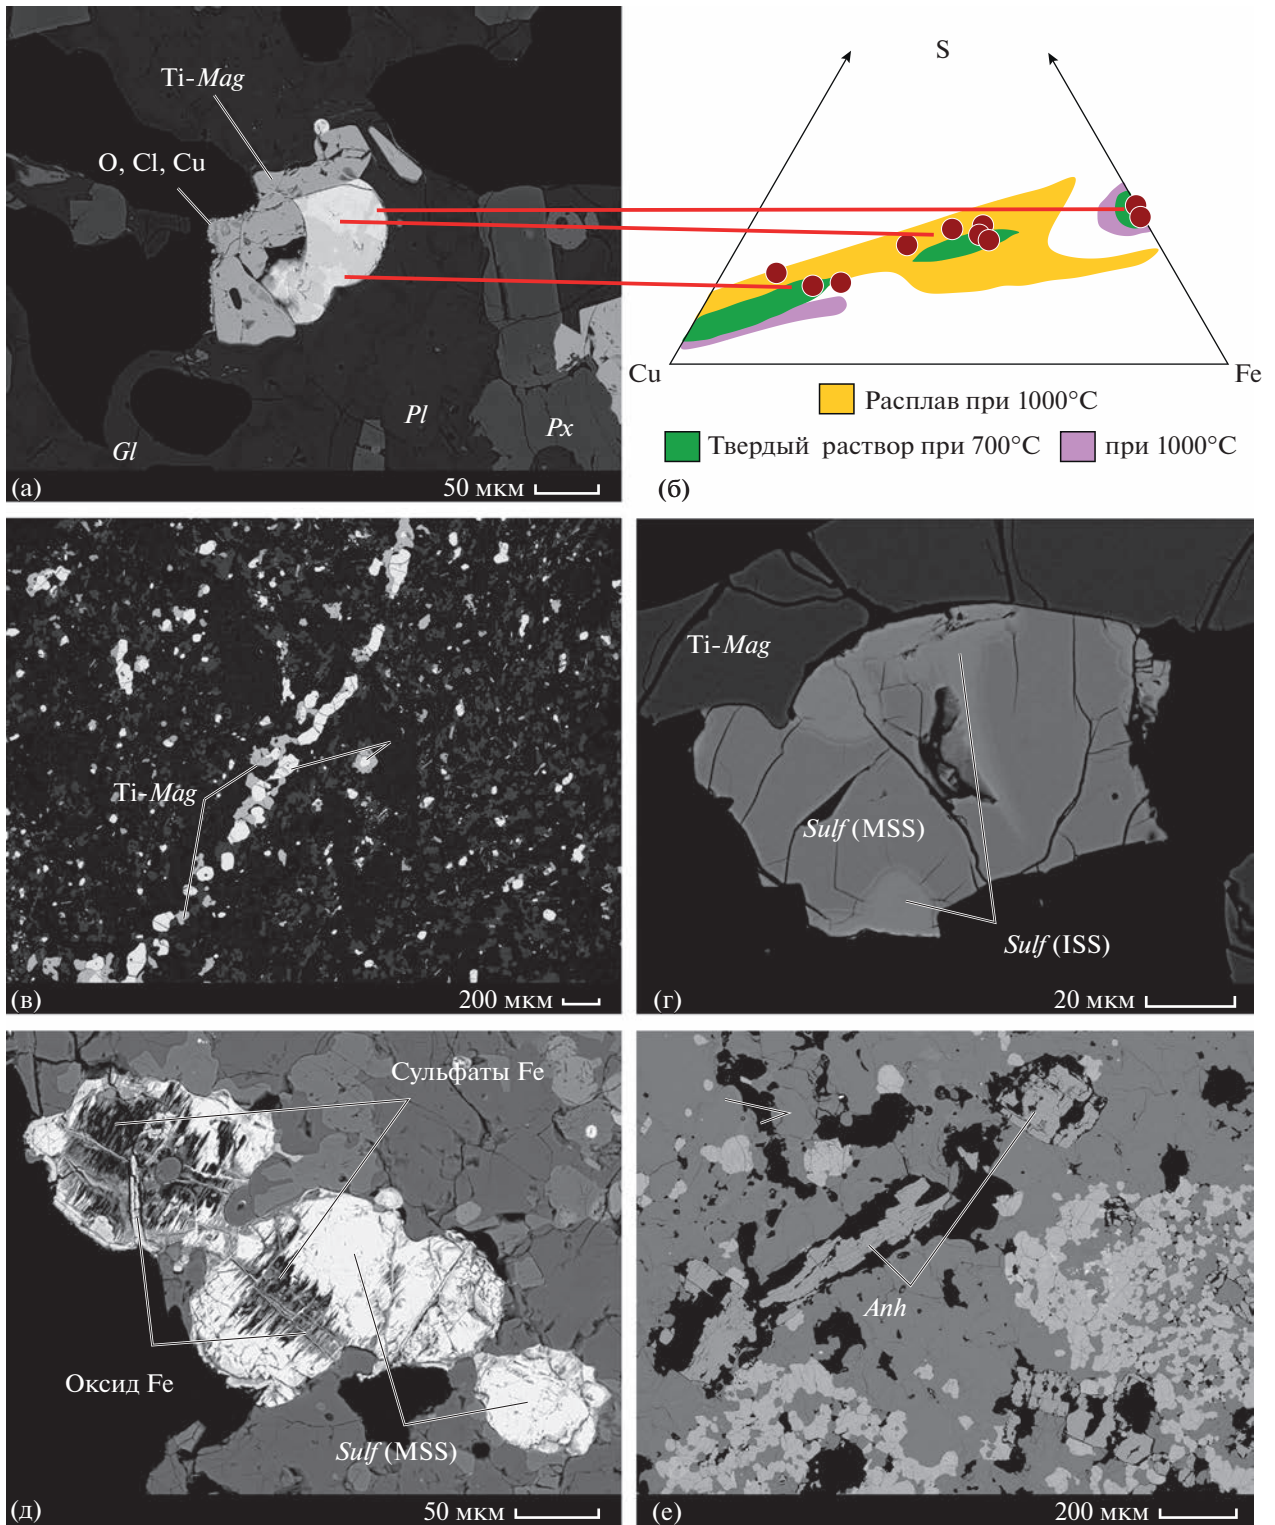 Ti-Mag
O, Cl, Cu
Pl
Px
Gl
(а)
50 мкм
S
Cu
Fe
Расплав при 1000°C
Твердый раствор при 700°C
при 1000°C
(б)
Ti-Mag
(в)
200 мкм
Ti-Mag
Sulf (MSS)
Sulf (ISS)
(г)
20 мкм
Сульфаты Fe
Оксид Fe
Sulf (MSS)
(д)
50 мкм
Anh
(е)
200 мкм